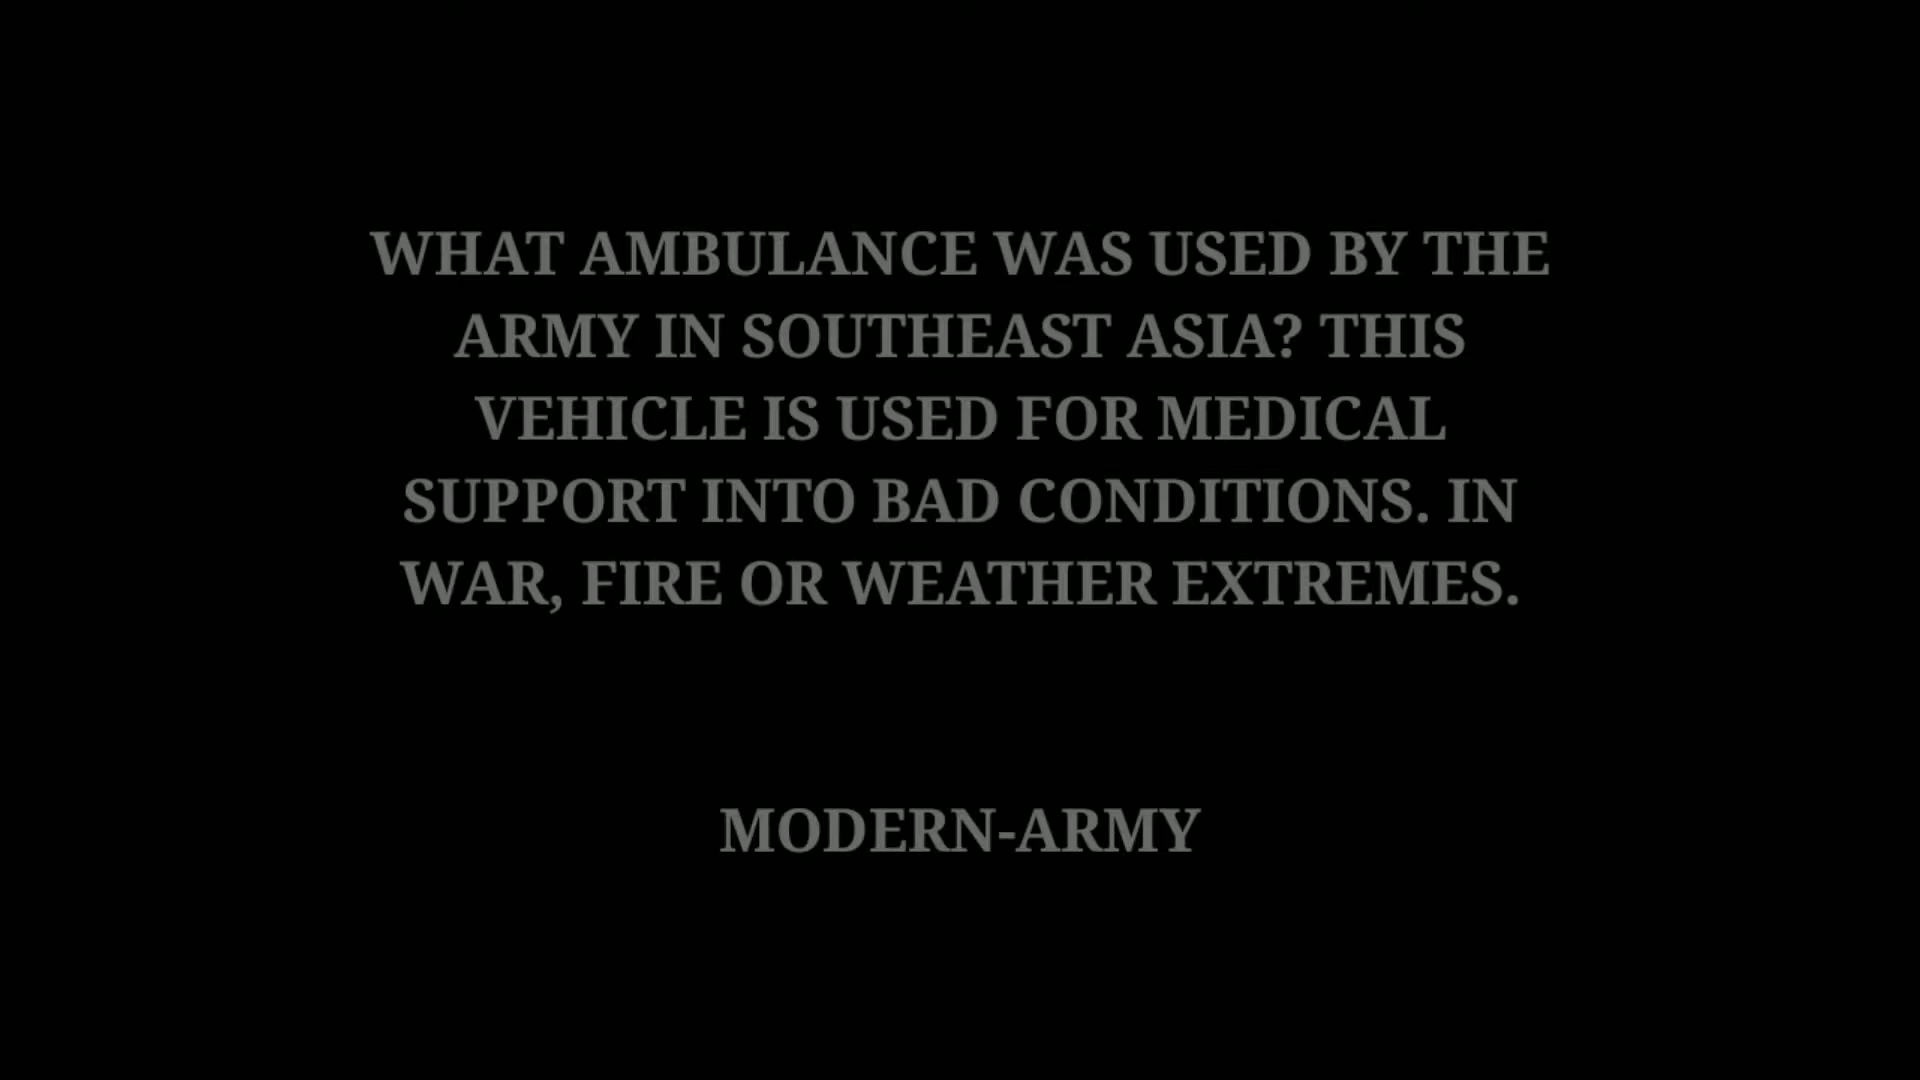 WHAT AMBULANCE WAS USED BY THE
ARMY IN SOUTHEAST ASIA? THIS
VEHICLE IS USED FOR MEDICAL
SUPPORT INTO BAD CONDITIONS. IN
WAR, FIRE OR WEATHER EXTREMES.
MODERN-ARMY